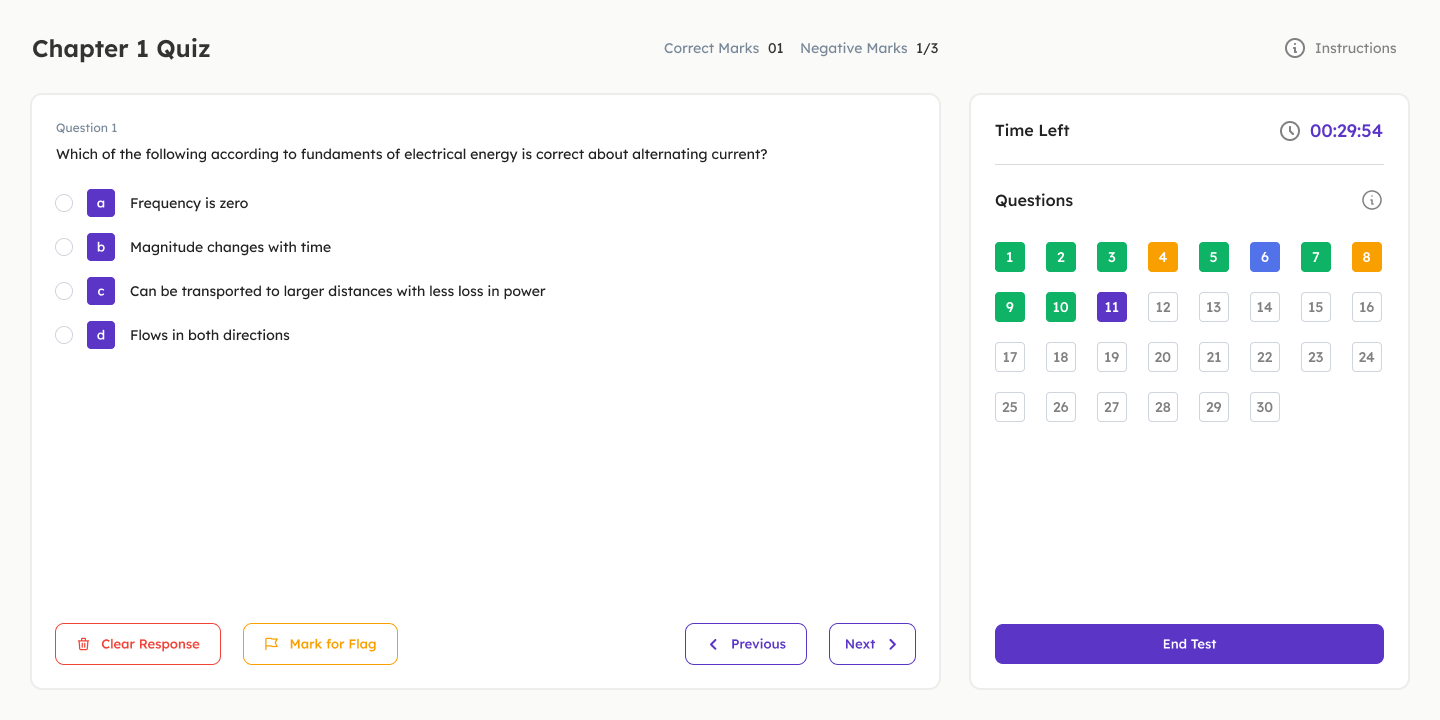 Chapter 1 Quiz
Correct Marks 01 Negative Marks 1/3
Instructions
Question 1
Which of the following according to fundaments of electrical energy is correct about alternating current?
a Frequency is zero
b Magnitude changes with time
c Can be transported to larger distances with less loss in power
d Flows in both directions
Clear Response
Mark for Flag
Previous
Next
Time Left
00:29:54
Questions
1 2 3 4 5 6 7 8
9 10 11 12 13 14 15 16
17 18 19 20 21 22 23 24
25 26 27 28 29 30
End Test